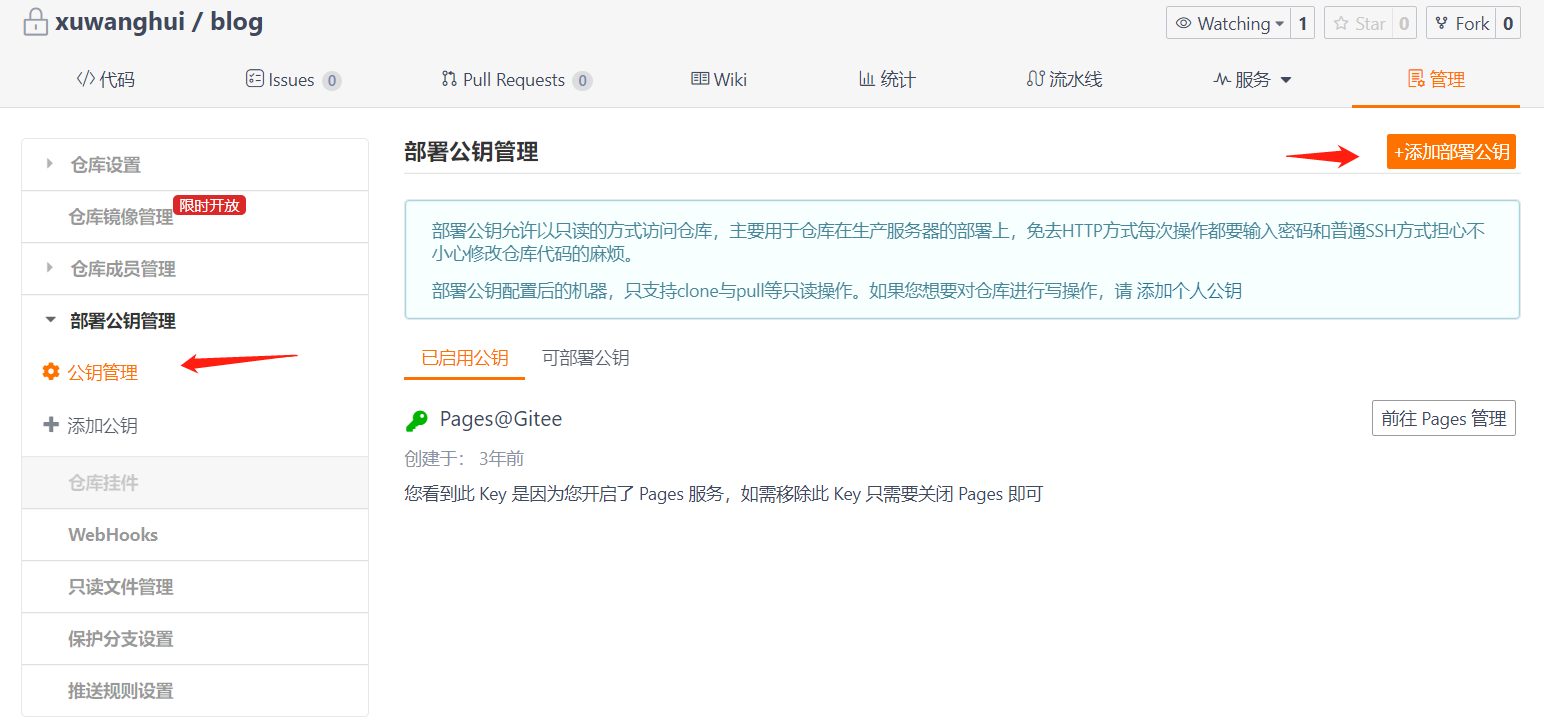 xuwanghui / blog
Watching 1
Star 0
Fork 0
代码
Issues 0
Pull Requests 0
Wiki
统计
流水线
服务
管理
仓库设置
仓库镜像管理
限时开放
仓库成员管理
部署公钥管理
公钥管理
添加公钥
仓库挂件
WebHooks
只读文件管理
保护分支设置
推送规则设置
部署公钥管理
+添加部署公钥
部署公钥允许以只读的方式访问仓库，主要用于仓库在生产服务器的部署上，免去HTTP方式每次操作都要输入密码和普通SSH方式担心不
小心修改仓库代码的麻烦。
部署公钥配置后的机器，只支持clone与pull等只读操作。如果您想要对仓库进行写操作，请 添加个人公钥
已启用公钥
可部署公钥
Pages@Gitee
前往 Pages 管理
创建于： 3年前
您看到此 Key 是因为您开启了 Pages 服务，如需移除此 Key 只需要关闭 Pages 即可